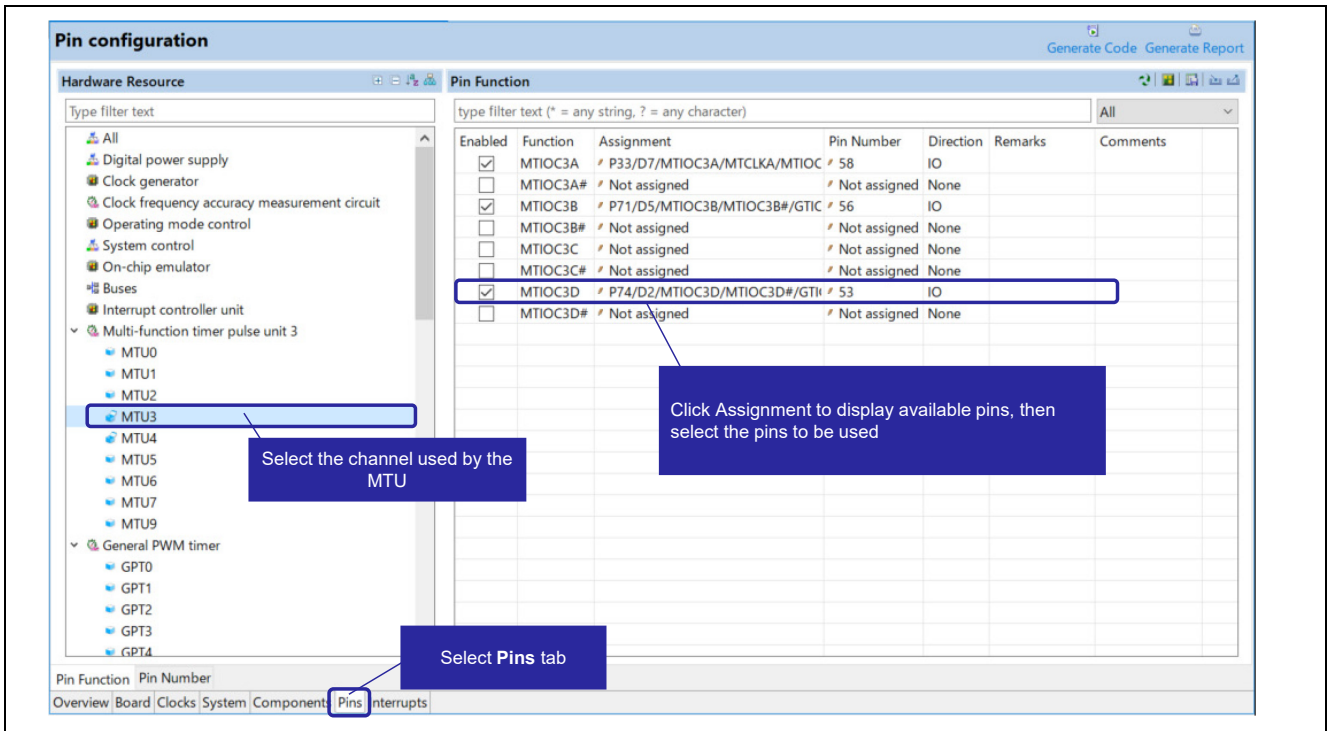 Pin configuration
Generate Code Generate Report
Hardware Resource
Pin Function
Type filter text
type filter text (* = any string, ? = any character)
All
All
Digital power supply
Clock generator
Clock frequency accuracy measurement circuit
Operating mode control
System control
On-chip emulator
Buses
Interrupt controller unit
Multi-function timer pulse unit 3
MTU0
MTU1
MTU2
MTU3
MTU4
MTU5
MTU6
MTU7
MTU9
General PWM timer
GPT0
GPT1
GPT2
GPT3
GPT4
Enabled Function Assignment Pin Number Direction Remarks Comments
MTIOC3A P33/D7/MTIOC3A/MTCLKA/MTIOC 58 IO
MTIOC3A# Not assigned Not assigned None
MTIOC3B P71/D5/MTIOC3B/MTIOC3B#/GTIC 56 IO
MTIOC3B# Not assigned Not assigned None
MTIOC3C Not assigned Not assigned None
MTIOC3C# Not assigned Not assigned None
MTIOC3D P74/D2/MTIOC3D/MTIOC3D#/GTI 53 IO
MTIOC3D# Not assigned Not assigned None
Click Assignment to display available pins, then
select the pins to be used
Select the channel used by the
MTU
Select Pins tab
Pin Function Pin Number
Overview Board Clocks System Components Pins Interrupts